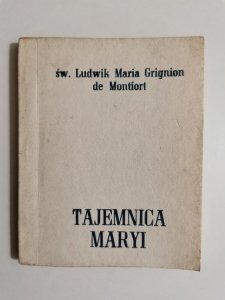 św. Ludwik Maria Grignion
de Montfort
TAJEMNICA
MARYI